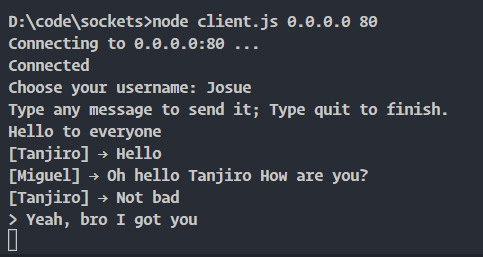 D:\code\sockets>node client.js 0.0.0.0 80
Connecting to 0.0.0.0:80 ...
Connected
Choose your username: Josue
Type any message to send it; Type quit to finish.
Hello to everyone
[Tanjiro] → Hello
[Miguel] → Oh hello Tanjiro How are you?
[Tanjiro] → Not bad
> Yeah, bro I got you